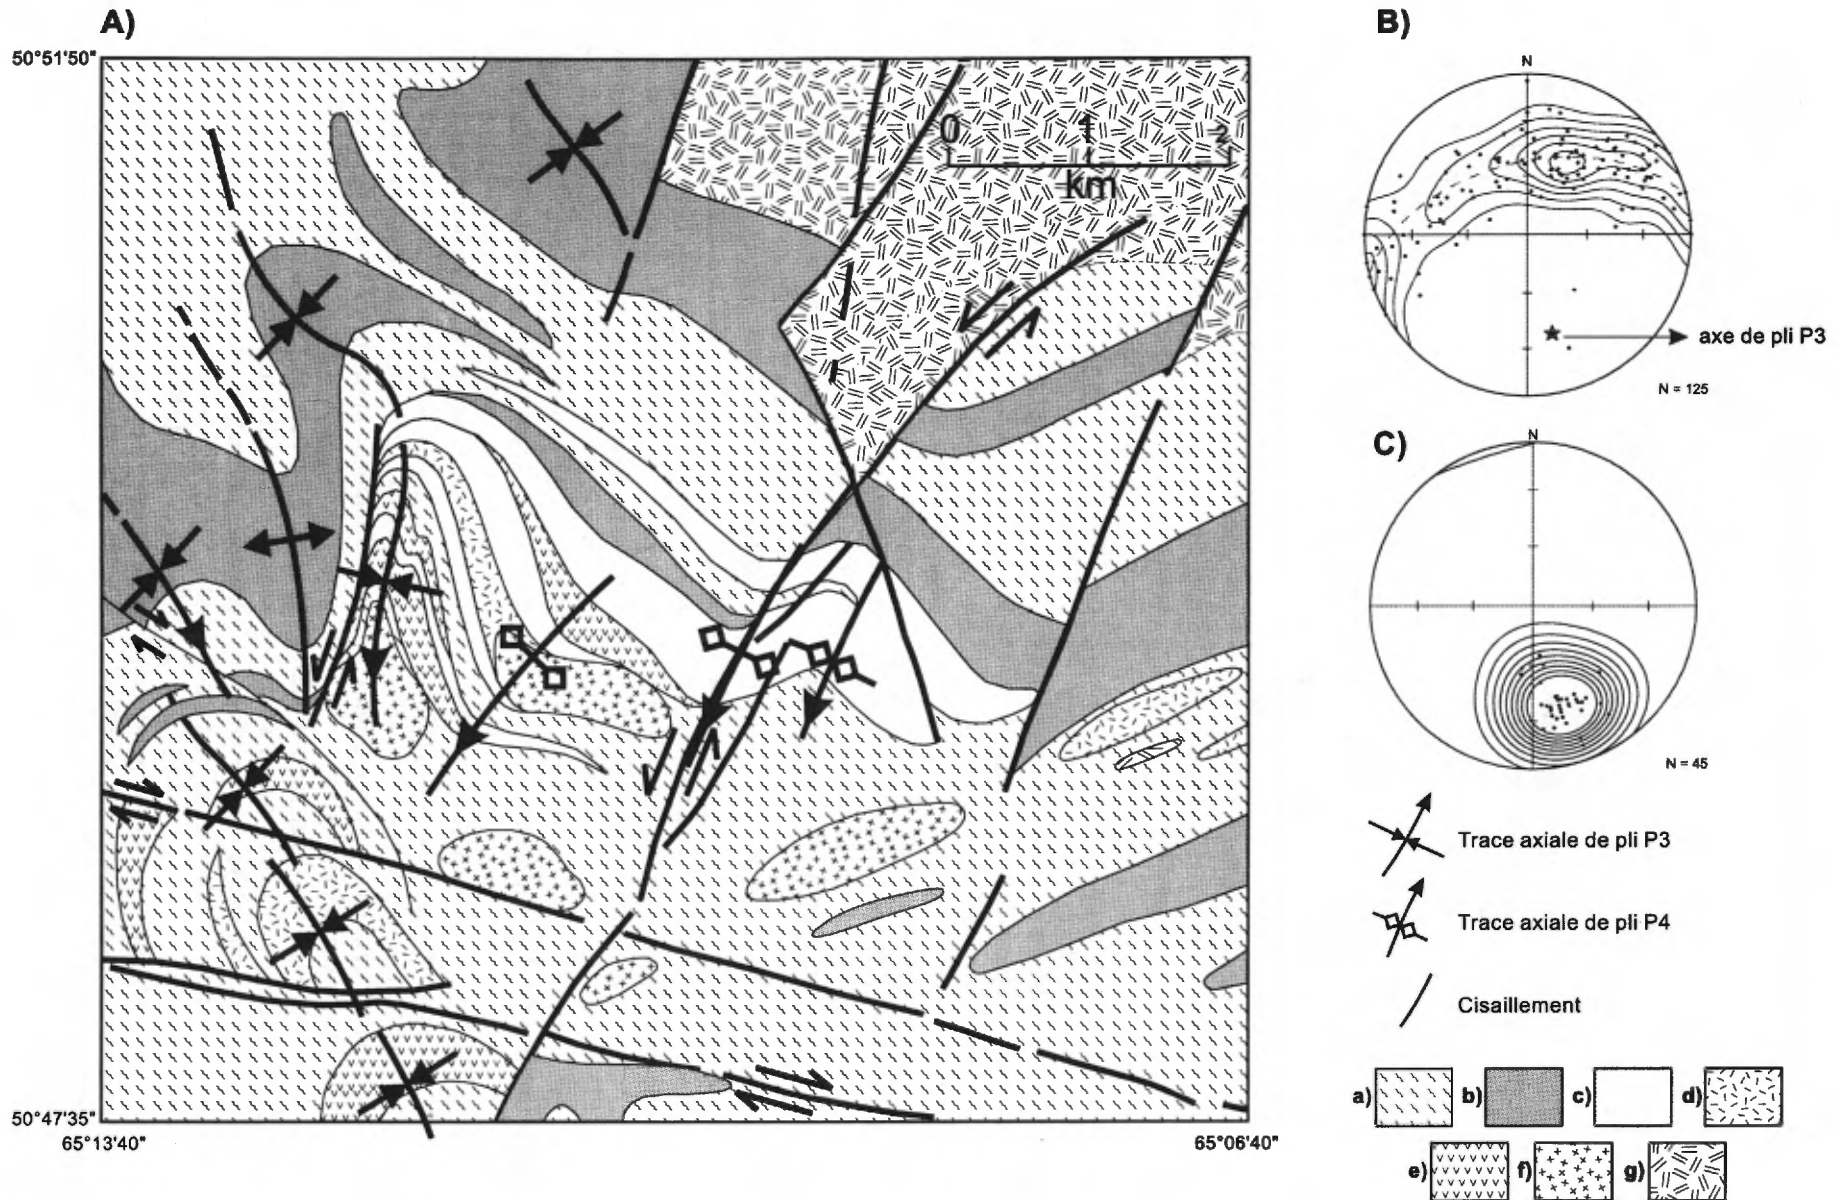 A)
50°51'50"
0 1 2
km
50°47'35"
65°13'40"
65°06'40"
B)
N
axe de pli P3
N = 125
C)
N
N = 45
Trace axiale de pli P3
Trace axiale de pli P4
Cisaillement
a) b) c) d)
e) f) g)